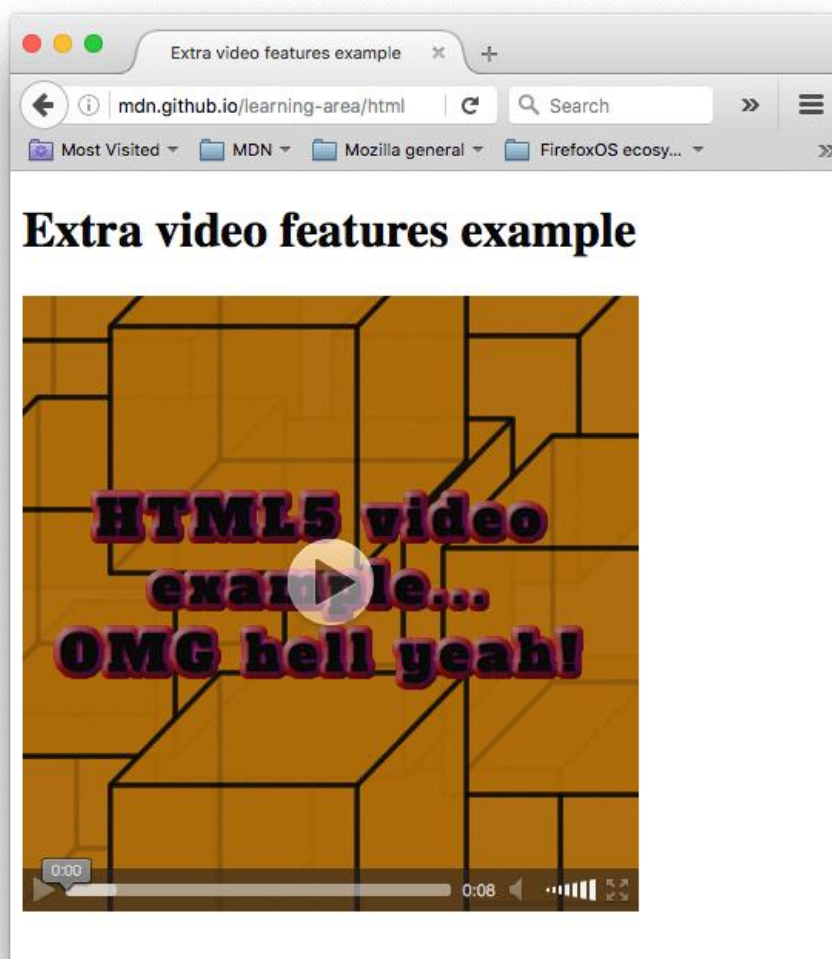 Extra video features example
mdn.github.io/learning-area/html
Search
Most Visited MDN Mozilla general FirefoxOS ecosy...
Extra video features example
HTML5 video
example...
OMG hell yeah!
0:00
0:08